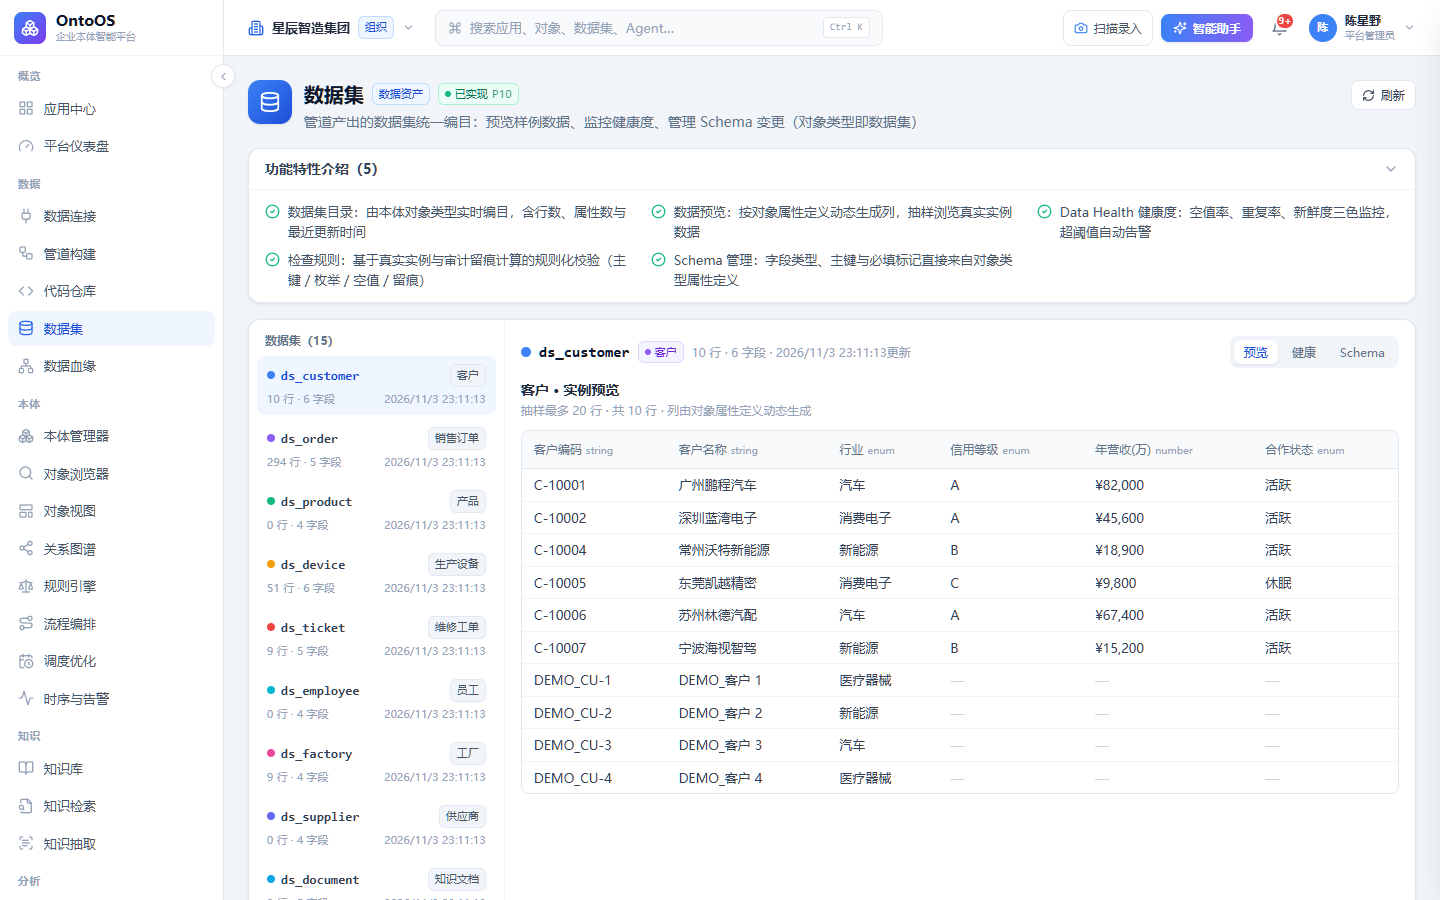 OntoOS
企业本体智能平台
星辰智造集团
组织
搜索应用、对象、数据集、Agent...
Ctrl K
扫描录入
智能助手
9+
陈
陈星野
平台管理员
概览
应用中心
平台仪表盘
数据
数据连接
管道构建
代码仓库
数据集
数据血缘
本体
本体管理器
对象浏览器
对象视图
关系图谱
规则引擎
流程编排
调度优化
时序与告警
知识
知识库
知识检索
知识抽取
分析
数据集
数据资产
已实现 P10
管道产出的数据集统一编目：预览样例数据、监控健康度、管理 Schema 变更（对象类型即数据集）
刷新
功能特性介绍（5）
数据集目录：由本体对象类型实时编目，含行数、属性数与
最近更新时间
数据预览：按对象属性定义动态生成列，抽样浏览真实实例
数据
Data Health 健康度：空值率、重复率、新鲜度三色监控，
超阈值自动告警
检查规则：基于真实实例与审计留痕计算的规则化校验（主
键 / 枚举 / 空值 / 留痕）
Schema 管理：字段类型、主键与必填标记直接来自对象类
型属性定义
数据集（15）
ds_customer
客户
10 行 · 6 字段
2026/11/3 23:11:13
ds_order
销售订单
294 行 · 5 字段
2026/11/3 23:11:13
ds_product
产品
0 行 · 4 字段
2026/11/3 23:11:13
ds_device
生产设备
51 行 · 6 字段
2026/11/3 23:11:13
ds_ticket
维修工单
9 行 · 5 字段
2026/11/3 23:11:13
ds_employee
员工
0 行 · 4 字段
2026/11/3 23:11:13
ds_factory
工厂
9 行 · 4 字段
2026/11/3 23:11:13
ds_supplier
供应商
0 行 · 4 字段
2026/11/3 23:11:13
ds_document
知识文档
ds_customer
客户
10 行 · 6 字段 · 2026/11/3 23:11:13更新
预览
健康
Schema
客户 • 实例预览
抽样最多 20 行 · 共 10 行 · 列由对象属性定义动态生成
客户编码 string 客户名称 string 行业 enum 信用等级 enum 年营收(万) number 合作状态 enum
C-10001 广州鹏程汽车 汽车 A ¥82,000 活跃
C-10002 深圳蓝湾电子 消费电子 A ¥45,600 活跃
C-10004 常州沃特新能源 新能源 B ¥18,900 活跃
C-10005 东莞凯越精密 消费电子 C ¥9,800 休眠
C-10006 苏州林德汽配 汽车 A ¥67,400 活跃
C-10007 宁波海视智驾 新能源 B ¥15,200 活跃
DEMO_CU-1 DEMO_客户 1 医疗器械 — — —
DEMO_CU-2 DEMO_客户 2 新能源 — — —
DEMO_CU-3 DEMO_客户 3 汽车 — — —
DEMO_CU-4 DEMO_客户 4 医疗器械 — — —